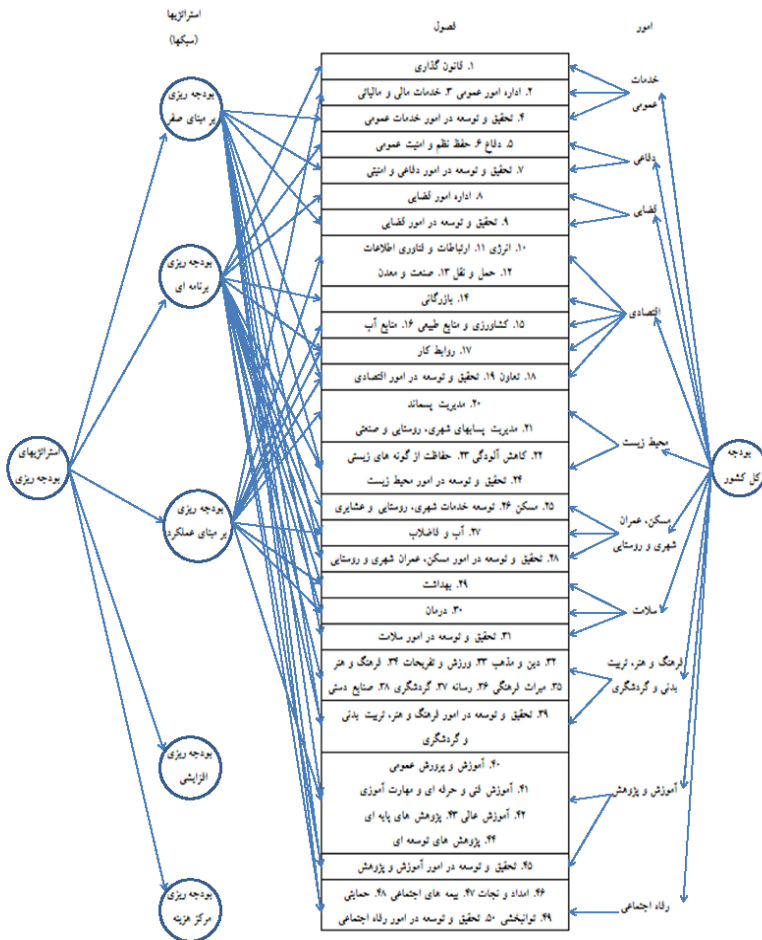 امور
فصول
استراتژیها
(سبکها)
بودجه
کل کشور
خدمات
عمومی
دفاعی
قضایی
اقتصادی
محیط زیست
مسکن، عمران
شهری و روستایی
سلامت
فرهنگ و هنر، تربیت
بدنی و گردشگری
آموزش و پژوهش
رفاه اجتماعی
۱. قانون گذاری
۲. اداره امور عمومی ۳. خدمات مالی و مالیاتی
۴. تحقیق و توسعه در امور خدمات عمومی
۵. دفاع ۶. حفظ نظم و امنیت عمومی
۷. تحقیق و توسعه در امور دفاعی و امنیتی
۸. اداره امور قضایی
۹. تحقیق و توسعه در امور قضایی
۱۰. انرژی ۱۱. ارتباطات و فناوری اطلاعات
۱۲. حمل و نقل ۱۳. صنعت و معدن
۱۴. بازرگانی
۱۵. کشاورزی و منابع طبیعی ۱۶. منابع آب
۱۷. روابط کار
۱۸. تعاون ۱۹. تحقیق و توسعه در امور اقتصادی
۲۰. مدیریت پسماند
۲۱. مدیریت پسابهای شهری، روستایی و صنعتی
۲۲. کاهش آلودگی ۲۳. حفاظت از گونه های زیستی
۲۴. تحقیق و توسعه در امور محیط زیست
۲۵. مسکن ۲۶. توسعه خدمات شهری، روستایی و عشایری
۲۷. آب و فاضلاب
۲۸. تحقیق و توسعه در امور مسکن، عمران شهری و روستایی
۲۹. بهداشت
۳۰. درمان
۳۱. تحقیق و توسعه در امور سلامت
۳۲. دین و مذهب ۳۳. ورزش و تفریحات ۳۴. فرهنگ و هنر
۳۵. میراث فرهنگی ۳۶. رسانه ۳۷. گردشگری ۳۸. صنایع دستی
۳۹. تحقیق و توسعه در امور فرهنگ و هنر، تربیت بدنی
و گردشگری
۴۰. آموزش و پرورش عمومی
۴۱. آموزش فنی و حرفه ای و مهارت آموزی
۴۲. آموزش عالی ۴۳. پژوهش های پایه ای
۴۴. پژوهش های توسعه ای
۴۵. تحقیق و توسعه در امور آموزش و پژوهش
۴۶. امداد و نجات ۴۷. بیمه های اجتماعی ۴۸. حمایتی
۴۹. توانبخشی ۵۰. تحقیق و توسعه در امور رفاه اجتماعی
بودجه ریزی
بر مبنای صفر
بودجه ریزی
برنامه ای
بودجه ریزی
بر مبنای عملکرد
بودجه ریزی
افزایشی
بودجه ریزی
مرکز هزینه
استراتژیهای
بودجه ریزی